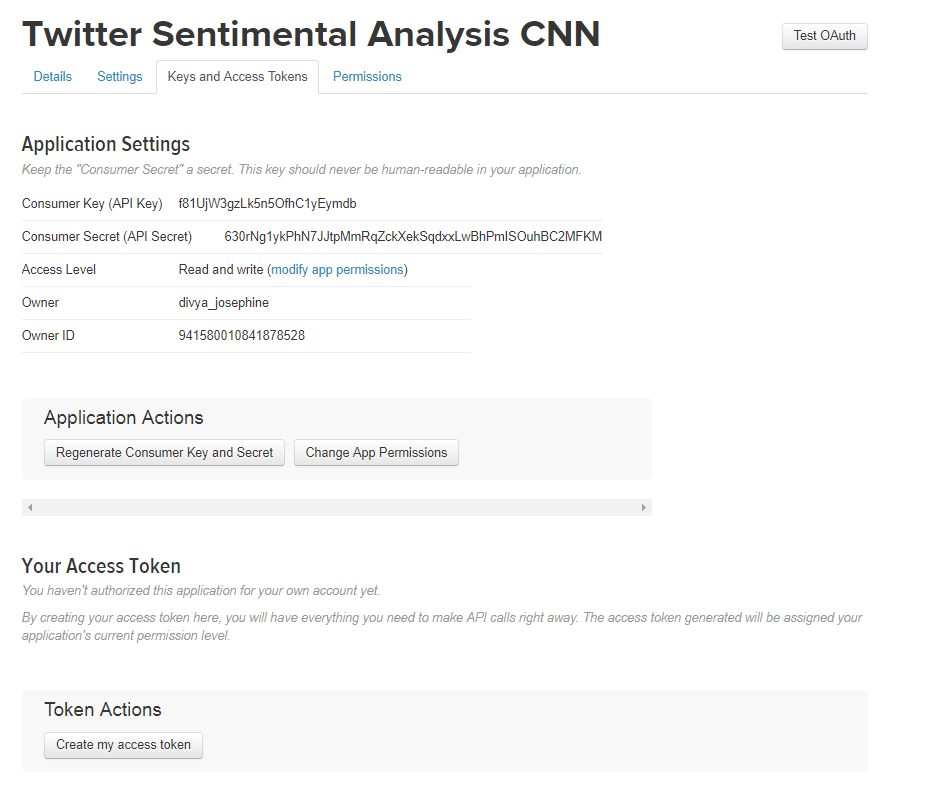 Twitter Sentimental Analysis CNN
Test OAuth
Details Settings Keys and Access Tokens Permissions
Application Settings
Keep the "Consumer Secret" a secret. This key should never be human-readable in your application.
Consumer Key (API Key) f81UjW3gzLk5n5OfhC1yEymdb
Consumer Secret (API Secret)
Access Level Read and write (modify app permissions)
Owner divya_josephine
Owner ID 941580010841878528
Application Actions
Regenerate Consumer Key and Secret Change App Permissions
Your Access Token
You haven't authorized this application for your own account yet.
By creating your access token here, you will have everything you need to make API calls right away. The access token generated will be assigned your
application's current permission level.
Token Actions
Create my access token